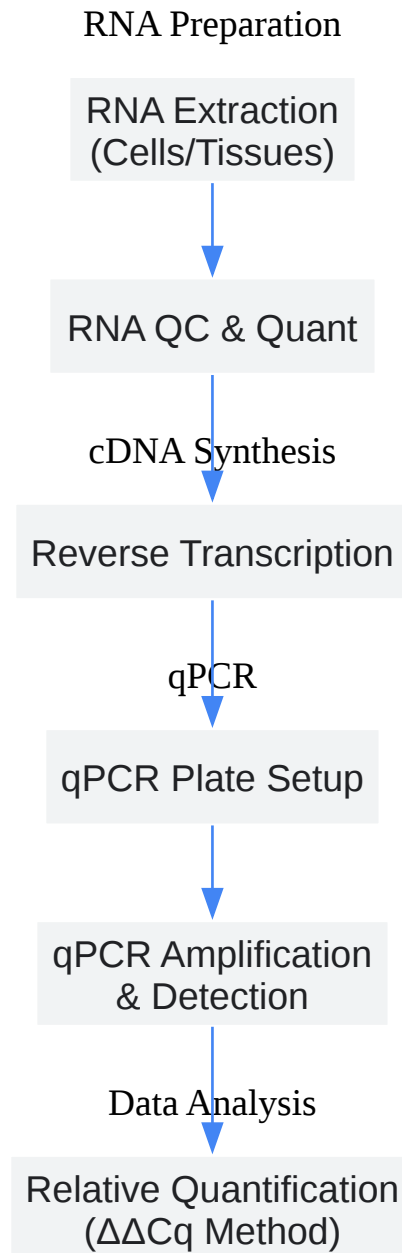 RNA Preparation
RNA Extraction
(Cells/Tissues)
RNA QC & Quant
cDNA Synthesis
Reverse Transcription
qPCR
qPCR Plate Setup
qPCR Amplification
& Detection
Data Analysis
Relative Quantification
(ΔΔCq Method)